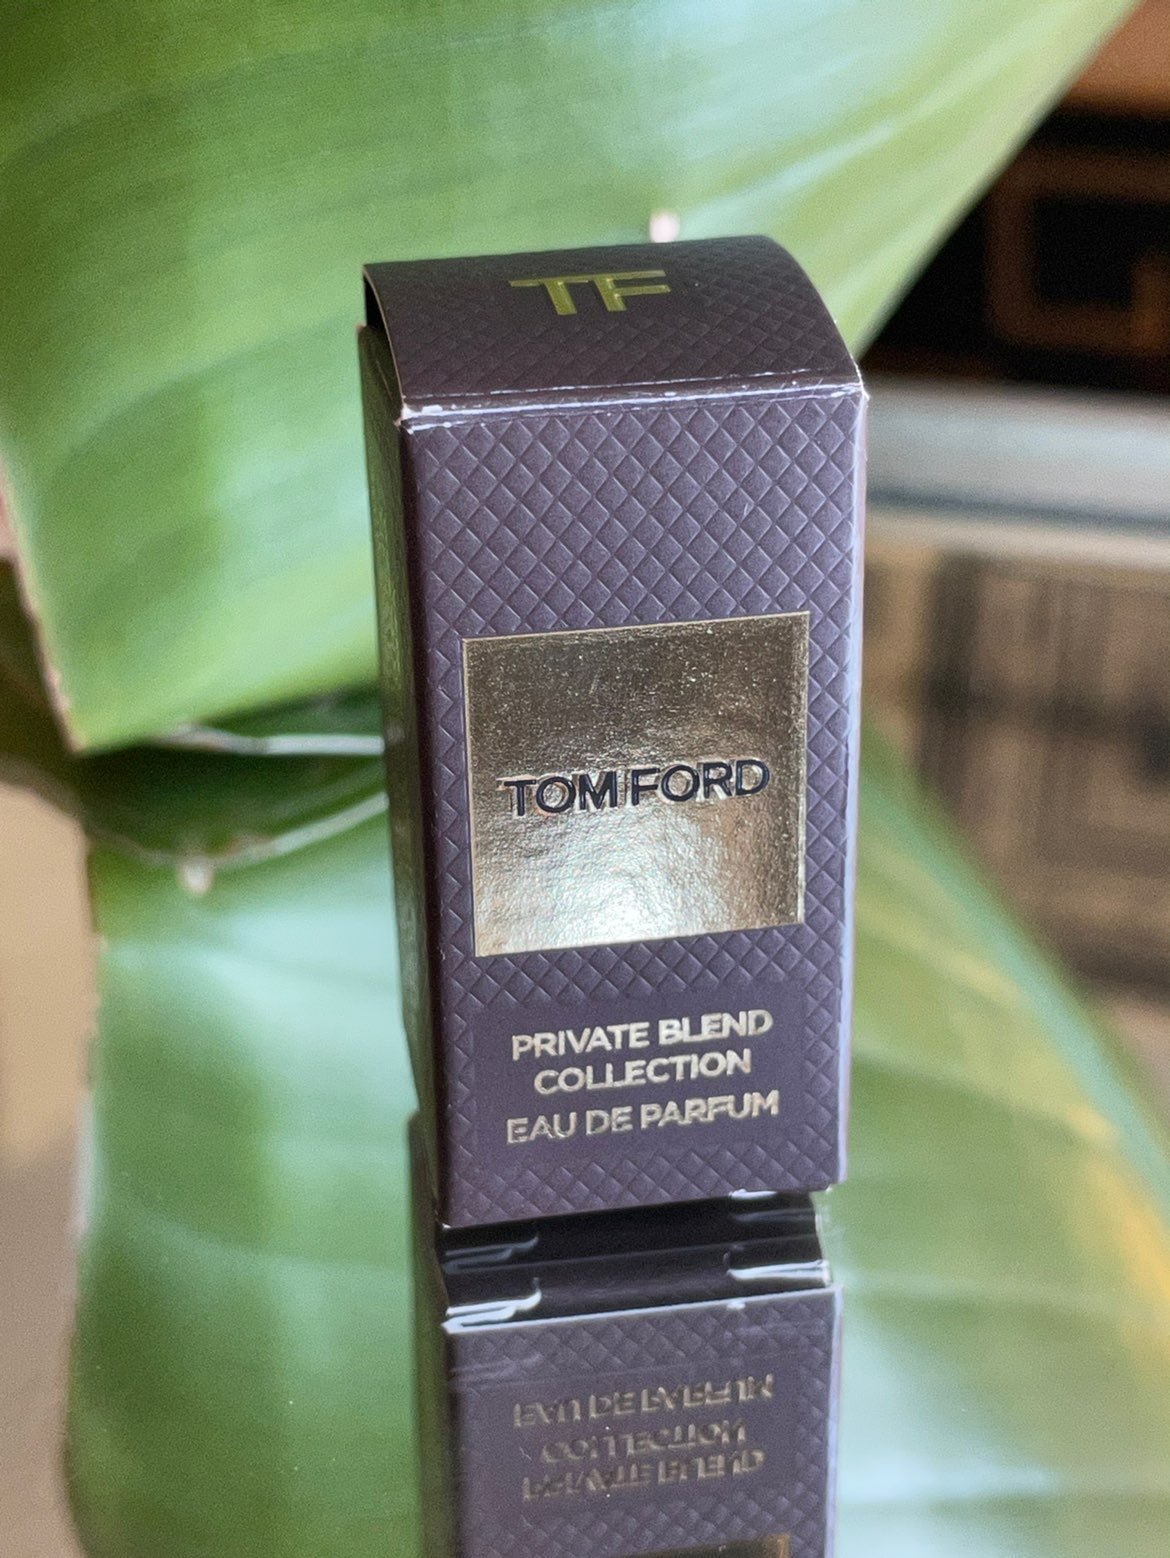 TF
TOM FORD
PRIVATE BLEND
COLLECTION
EAU DE PARFUM